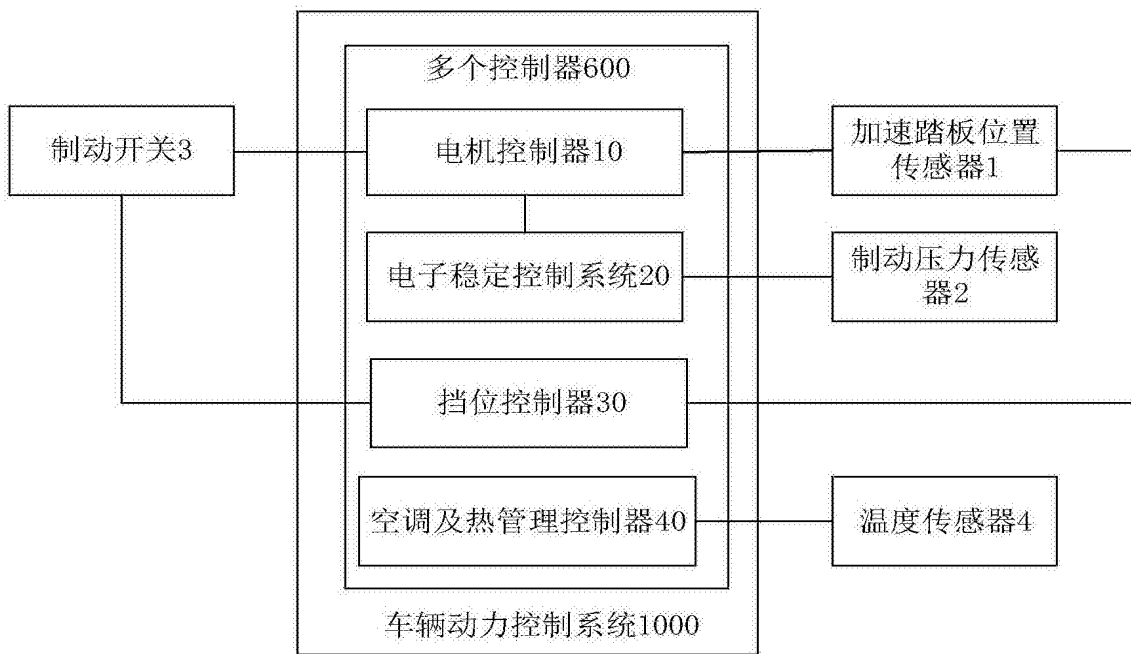 多个控制器600
制动开关3
电机控制器10
加速踏板位置
传感器1
电子稳定控制系统20
制动压力传感
器2
挡位控制器30
空调及热管理控制器40
温度传感器4
车辆动力控制系统1000